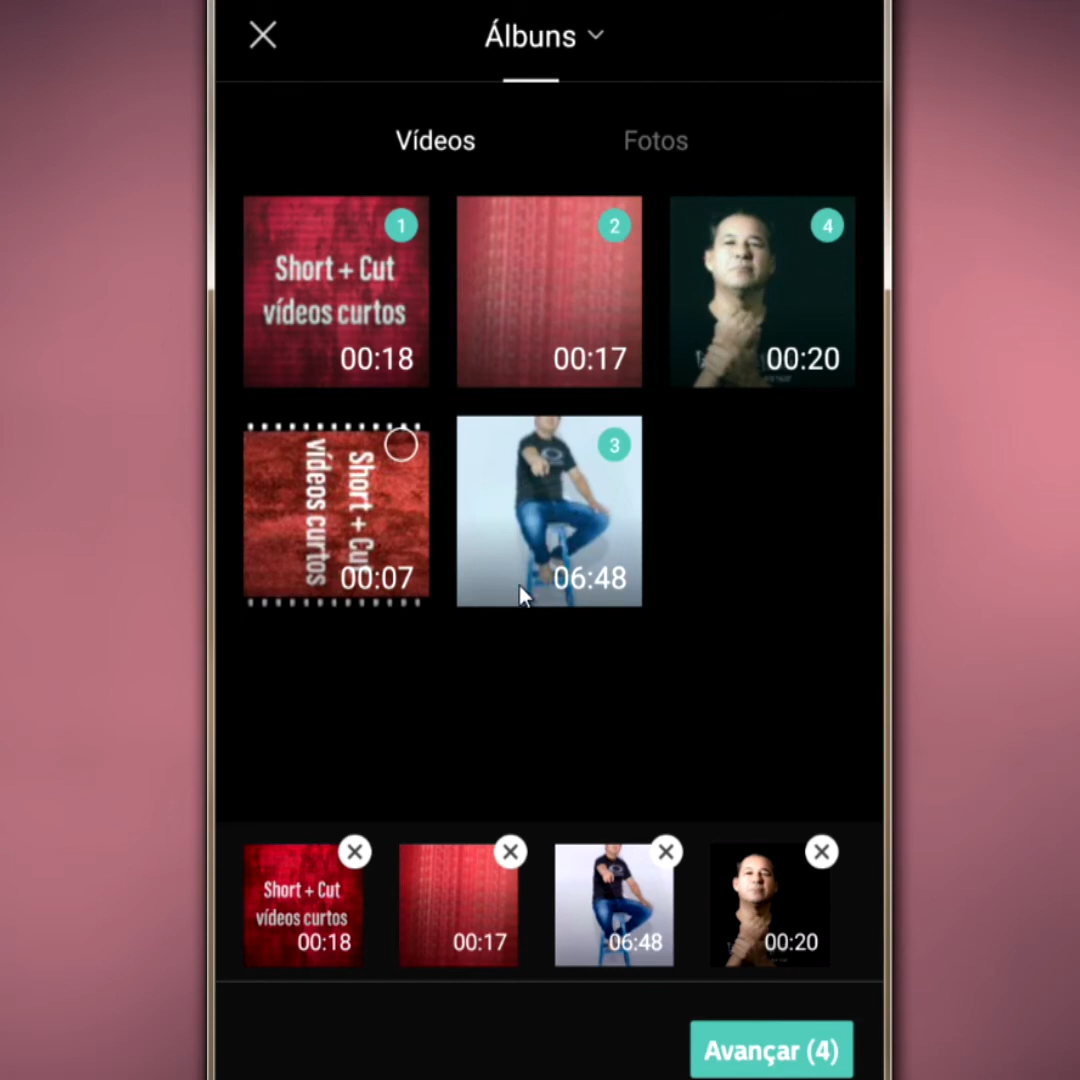 Álbuns
Vídeos
Fotos
1
Short + Cut
vídeos curtos
00:18
2
00:17
4
00:20
Short + Cut
vídeos curtos
00:07
3
06:48
Short + Cut
vídeos curtos
00:18
00:17
06:48
00:20
Avançar (4)